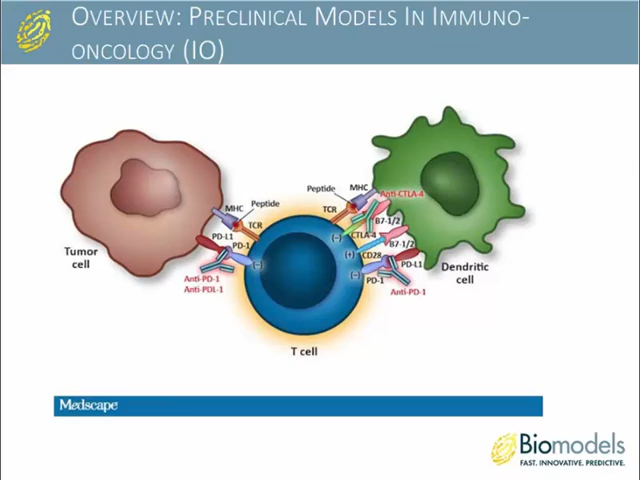 OVERVIEW: PRECLINICAL MODELS IN IMMUNO-
ONCOLOGY (IO)
Peptide
MHC
Anti-CTLA-4
MHC
Peptide
TCR
B7-1/2
TCR
CTLA-4
(–)
PD-L1
PD-1
B7-1/2
(+)
CD28
Tumor
cell
(–)
PD-L1
Dendritic
cell
(–)
PD-1
Anti-PD-1
Anti-PDL-1
Anti-PD-1
T cell
Medscape
Biomodels
FAST. INNOVATIVE. PREDICTIVE.